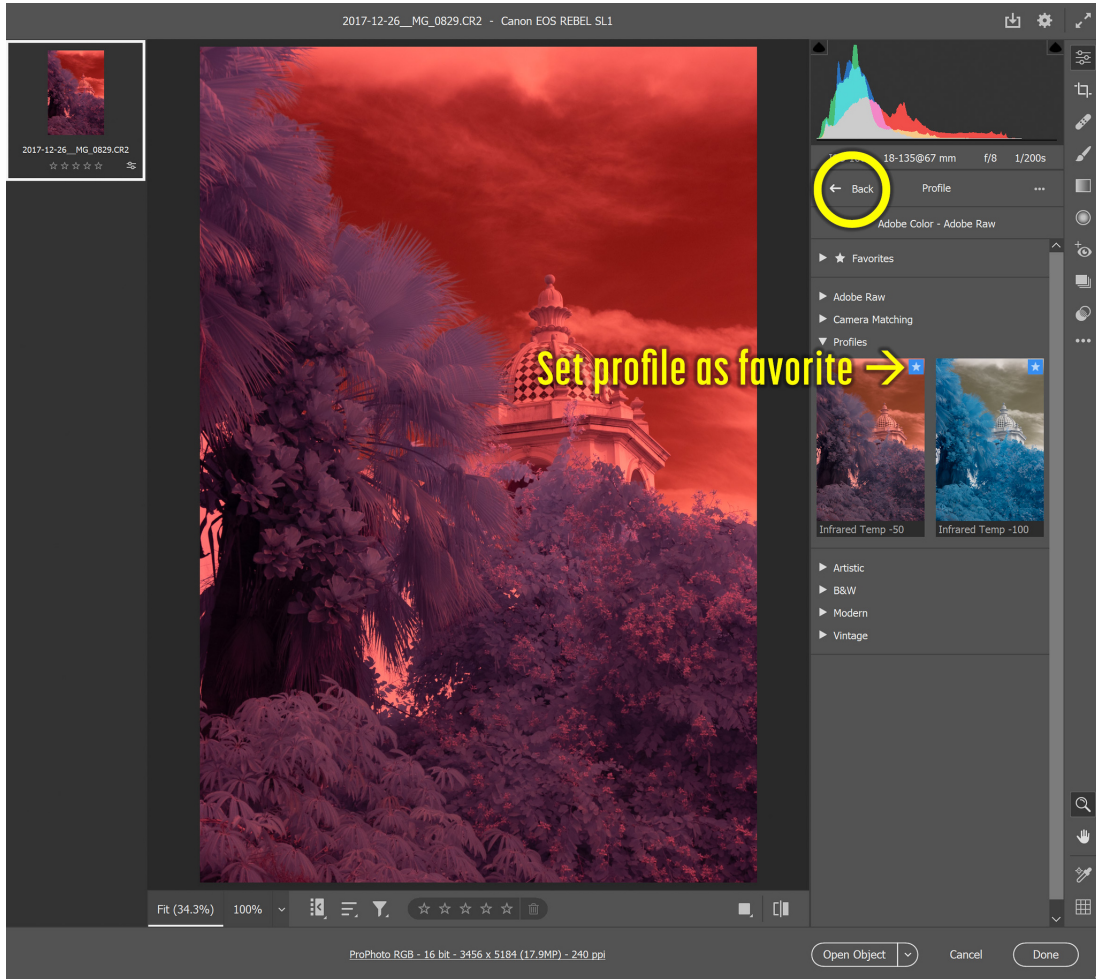 2017-12-26__MG_0829.CR2 - Canon EOS REBEL SL1
2017-12-26__MG_0829.CR2
18-135@67 mm f/8 1/200s
Back Profile
Adobe Color - Adobe Raw
Favorites
Adobe Raw
Camera Matching
Profiles
Set profile as favorite →
Infrared Temp -50 Infrared Temp -100
Artistic
B&W
Modern
Vintage
Fit (34.3%) 100%
ProPhoto RGB - 16 bit - 3456 x 5184 (17.9MP) - 240 ppi
Open Object Cancel Done